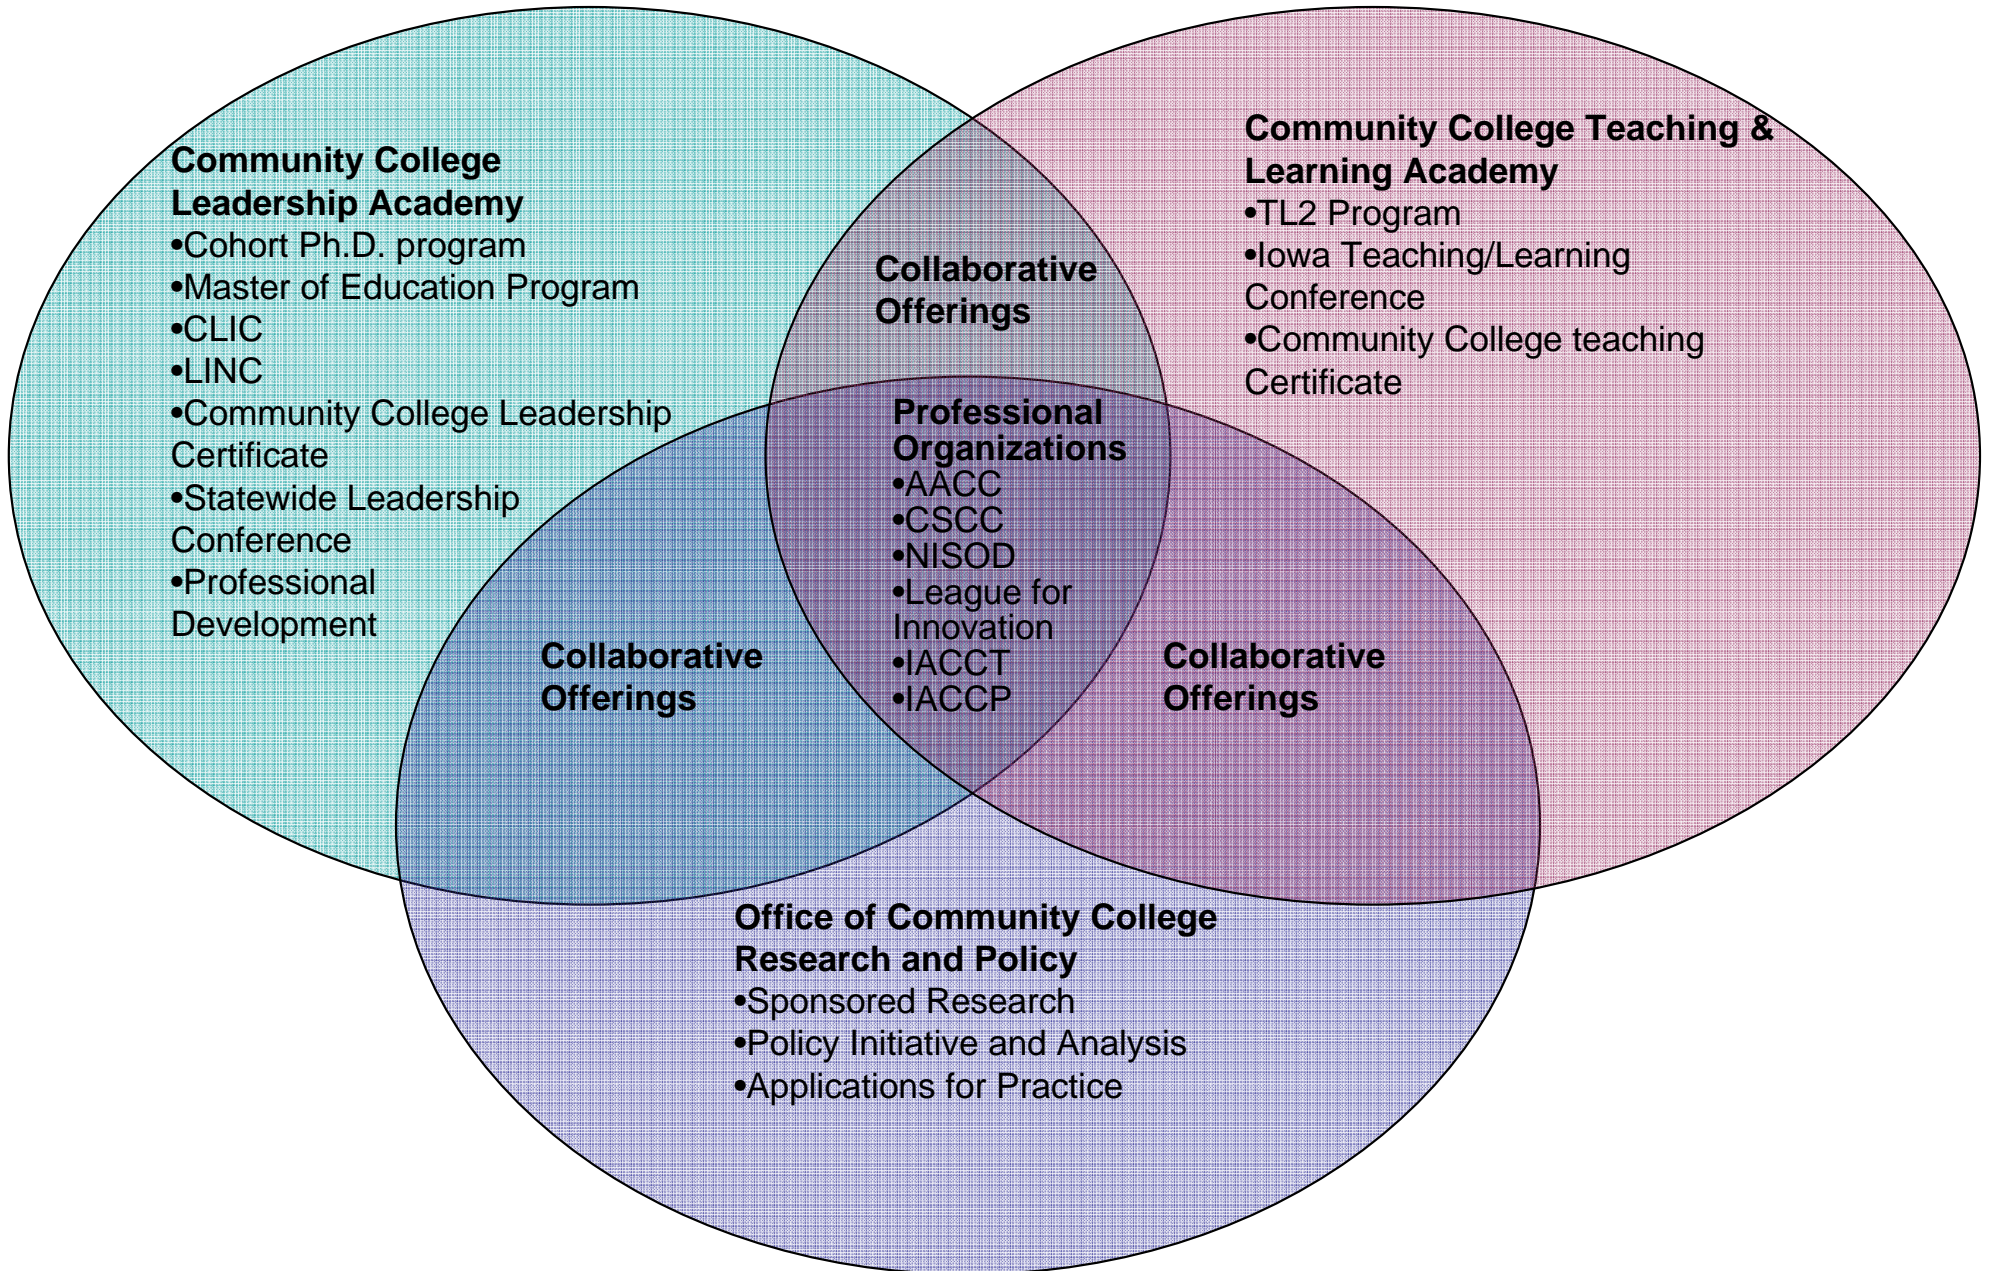 Community College
Leadership Academy
•Cohort Ph.D. program
•Master of Education Program
•CLIC
•LINC
•Community College Leadership
Certificate
•Statewide Leadership
Conference
•Professional
Development
Collaborative
Offerings
Community College Teaching &
Learning Academy
•TL2 Program
•Iowa Teaching/Learning
Conference
•Community College teaching
Certificate
Professional
Organizations
•AACC
•CSCC
•NISOD
•League for
Innovation
•IACCT
•IACCP
Collaborative
Offerings
Collaborative
Offerings
Office of Community College
Research and Policy
•Sponsored Research
•Policy Initiative and Analysis
•Applications for Practice